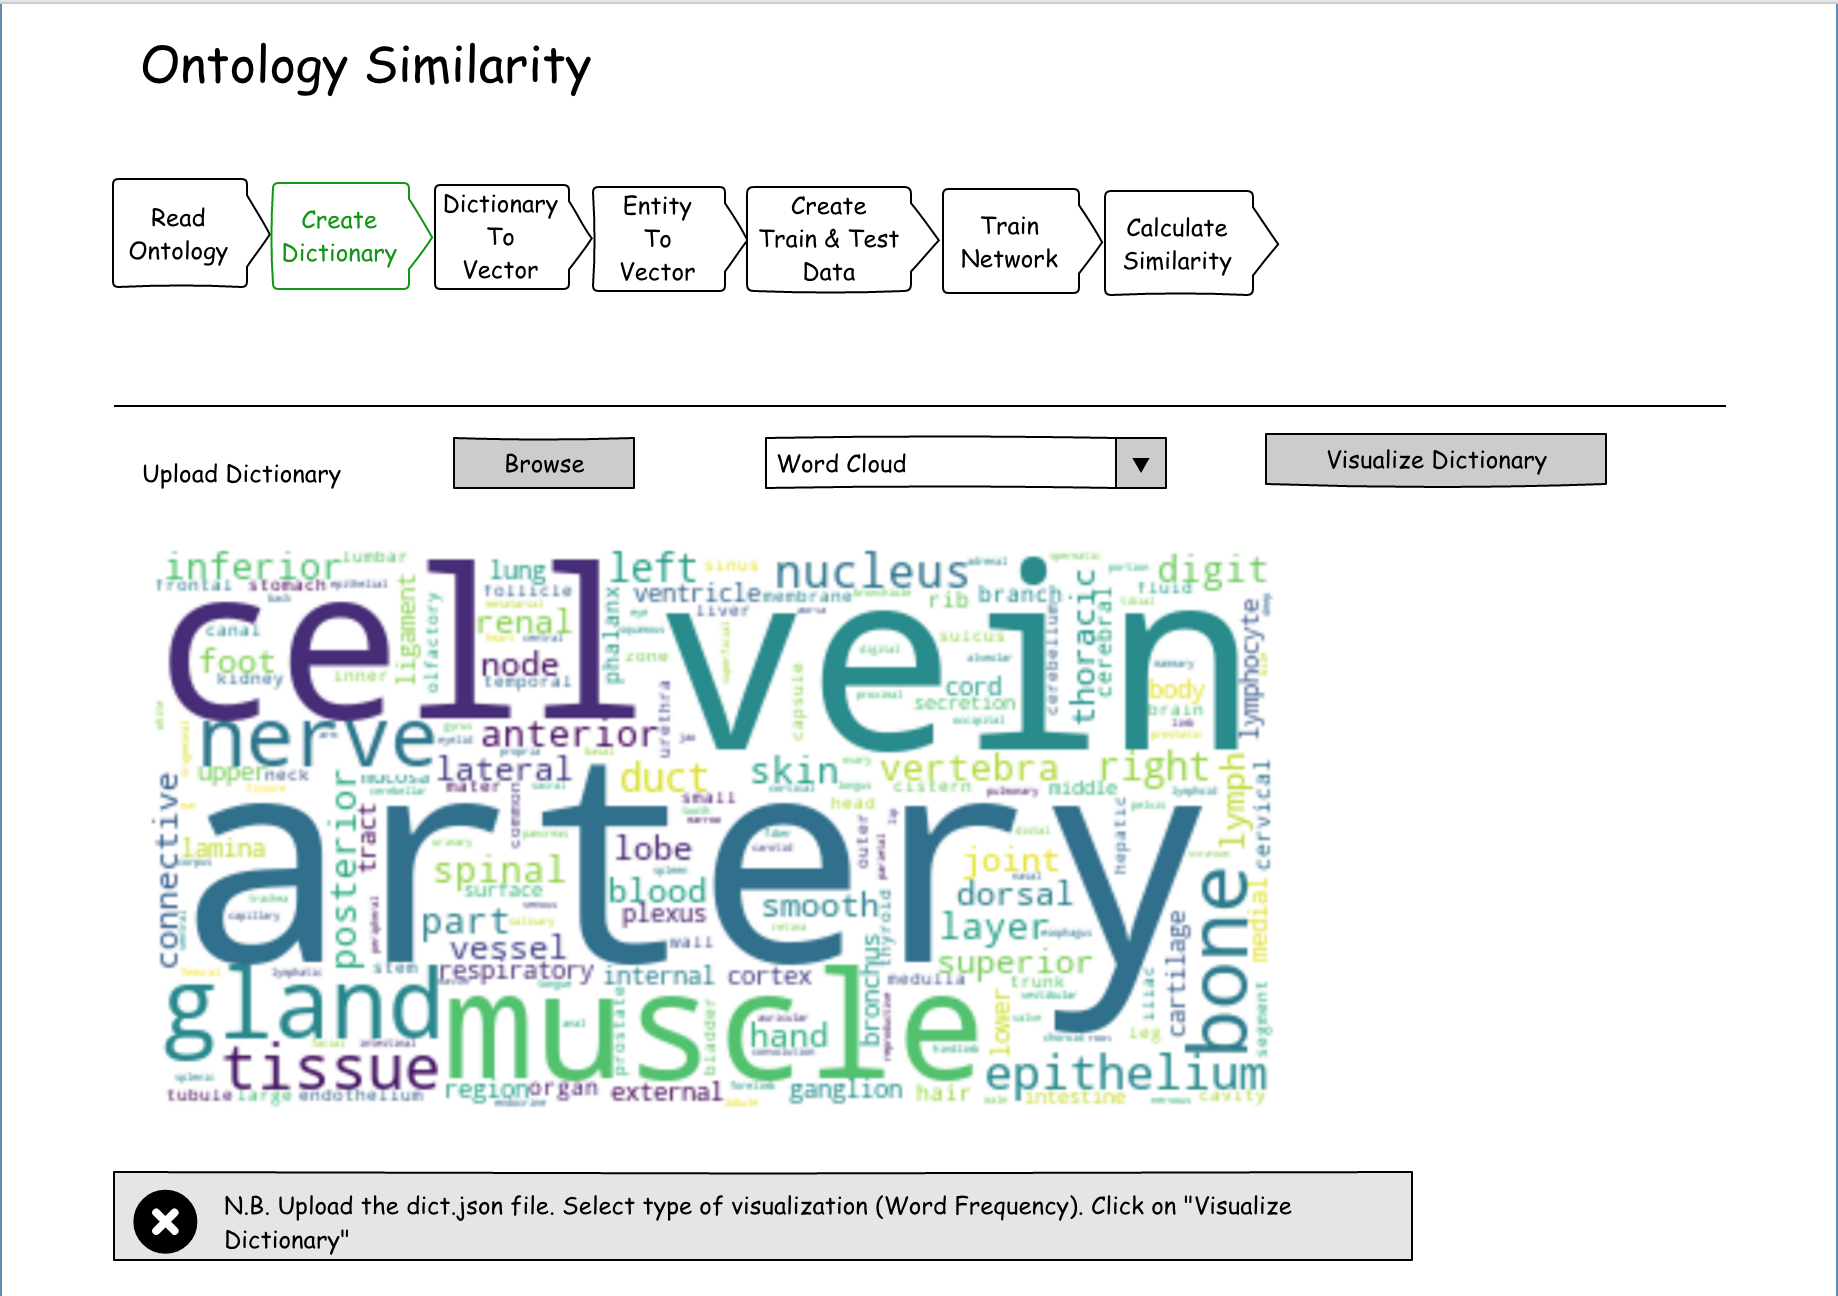 Ontology Similarity
Read
Ontology
Create
Dictionary
Dictionary
To
Vector
Entity
To
Vector
Create
Train & Test
Data
Train
Network
Calculate
Similarity
Upload Dictionary
Browse
Word Cloud
Visualize Dictionary
inferior
lumbar
frontal
stomach
epithelial
cell
lung
follicle
left
sinus
ventricle
membrane
liver
nucleus
rib
branch
digit
fluid
vein
canal
foot
kidney
inner
ligament
olfactory
renal
node
temporal
phalanx
zone
sulcus
cord
secretion
capsule
cerebellum
thoracic
cerebral
body
brain
lymphocyte
nerve
anterior
urethra
upper
neck
mucosa
lateral
mater
duct
small
skin
vertebra
cistern
head
middle
right
lymph
cervical
connective
lamina
posterior
tract
common
artery
lobe
spinal
surface
blood
plexus
part
vessel
wall
smooth
outer
joint
dorsal
layer
superior
hepatic
bone
medial
cartilage
thyroid
bronchus
stem
respiratory
internal
cortex
medulla
trunk
iliac
leg
lower
segment
gland
muscle
prostate
bladder
hand
tissue
epithelium
tubule
large
endothelium
region
organ
external
ganglion
hair
intestine
cavity
N.B. Upload the dict.json file. Select type of visualization (Word Frequency). Click on "Visualize
Dictionary"